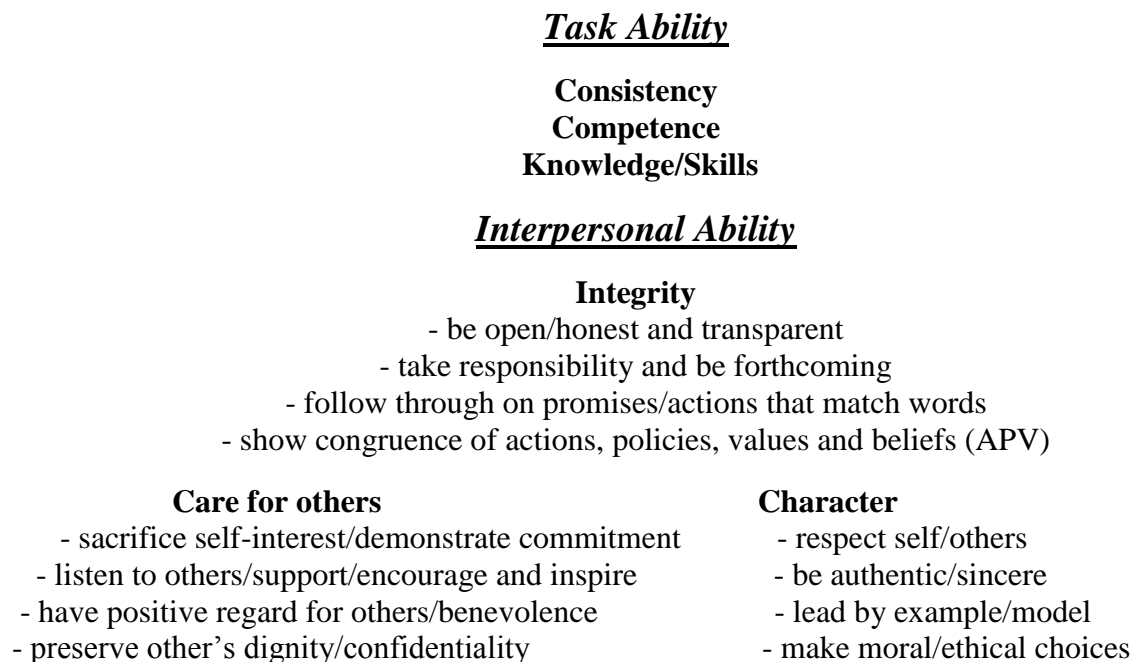 Task Ability
Consistency
Competence
Knowledge/Skills
Interpersonal Ability
Integrity
- be open/honest and transparent
- take responsibility and be forthcoming
- follow through on promises/actions that match words
- show congruence of actions, policies, values and beliefs (APV)
Care for others
- sacrifice self-interest/demonstrate commitment
- listen to others/support/encourage and inspire
- have positive regard for others/benevolence
- preserve other’s dignity/confidentiality
Character
- respect self/others
- be authentic/sincere
- lead by example/model
- make moral/ethical choices